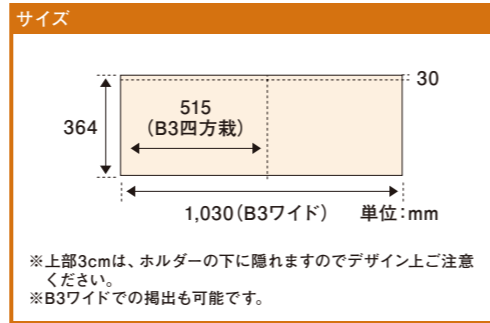 サイズ
30
515
(B3四方裁)
364
1,030(B3ワイド) 単位:mm
※上部3cmは、ホルダーの下に隠れますのでデザイン上ご注意
ください。
※B3ワイドでの掲出も可能です。